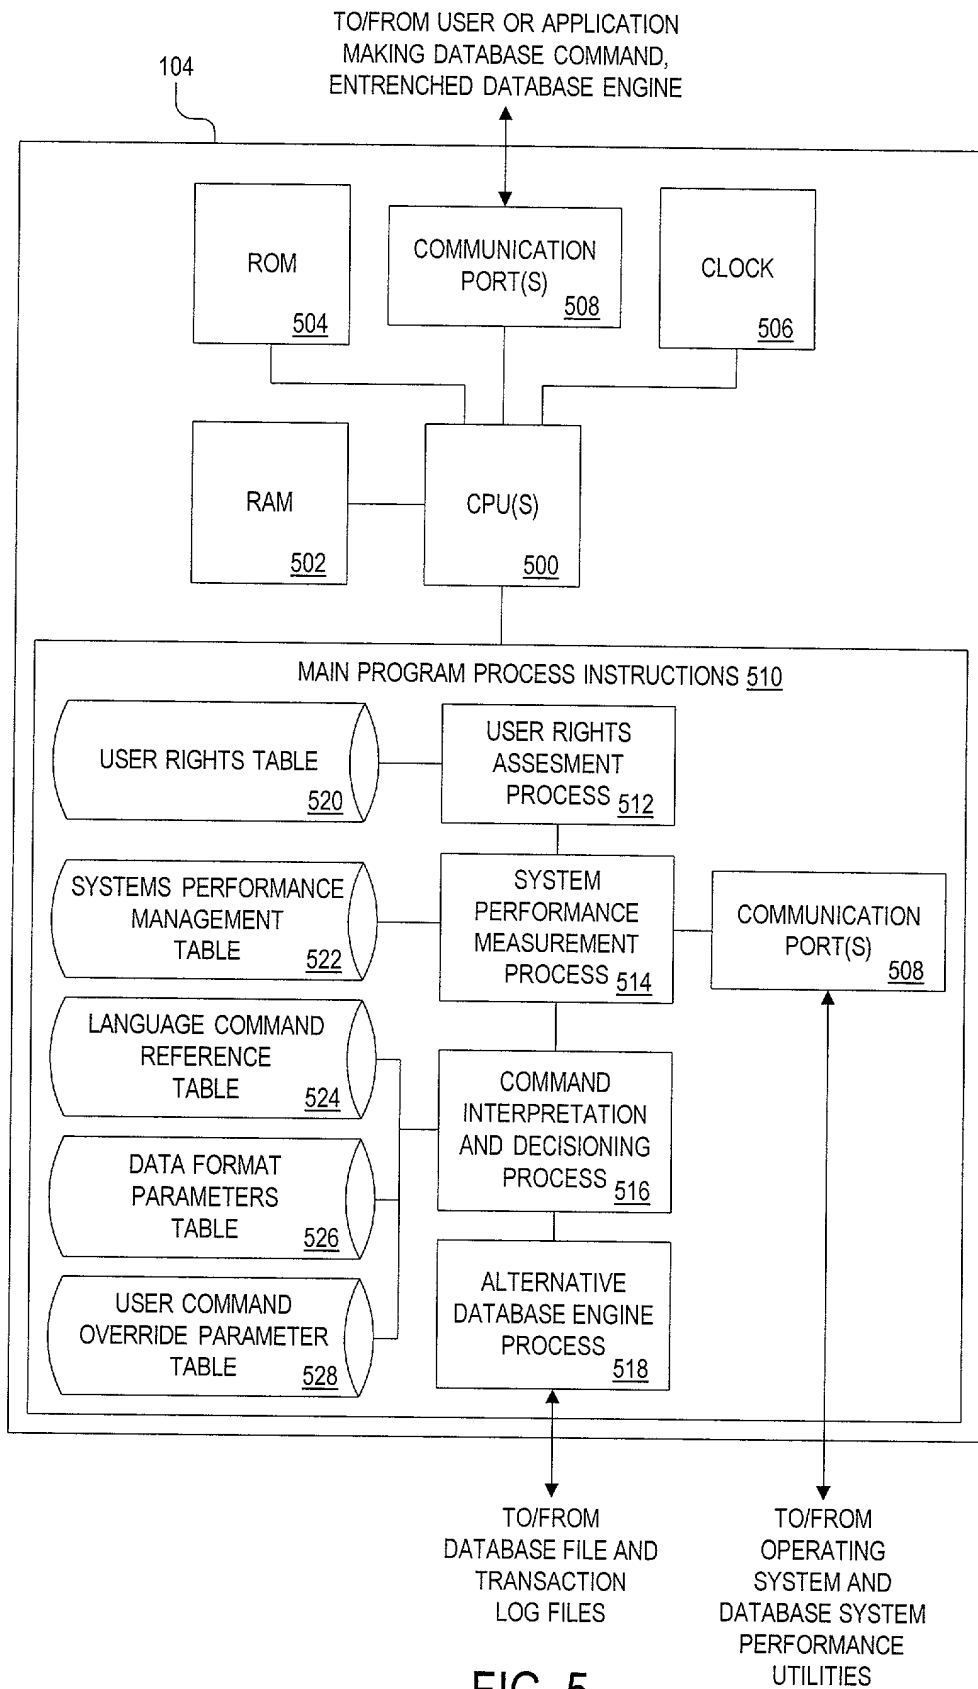 TO/FROM USER OR APPLICATION
MAKING DATABASE COMMAND,
ENTRENCHED DATABASE ENGINE
104
ROM
504
COMMUNICATION
PORT(S)
508
CLOCK
506
RAM
502
CPU(S)
500
MAIN PROGRAM PROCESS INSTRUCTIONS 510
USER RIGHTS TABLE
520
USER RIGHTS
ASSESMENT
PROCESS 512
SYSTEMS PERFORMANCE
MANAGEMENT
TABLE 522
SYSTEM
PERFORMANCE
MEASUREMENT
PROCESS 514
COMMUNICATION
PORT(S)
508
LANGUAGE COMMAND
REFERENCE
TABLE 524
COMMAND
INTERPRETATION
AND DECISIONING
PROCESS 516
DATA FORMAT
PARAMETERS
TABLE 526
USER COMMAND
OVERRIDE PARAMETER
TABLE 528
ALTERNATIVE
DATABASE ENGINE
PROCESS 518
TO/FROM
DATABASE FILE AND
TRANSACTION
LOG FILES
TO/FROM
OPERATING
SYSTEM AND
DATABASE SYSTEM
PERFORMANCE
UTILITIES
FIG. 5